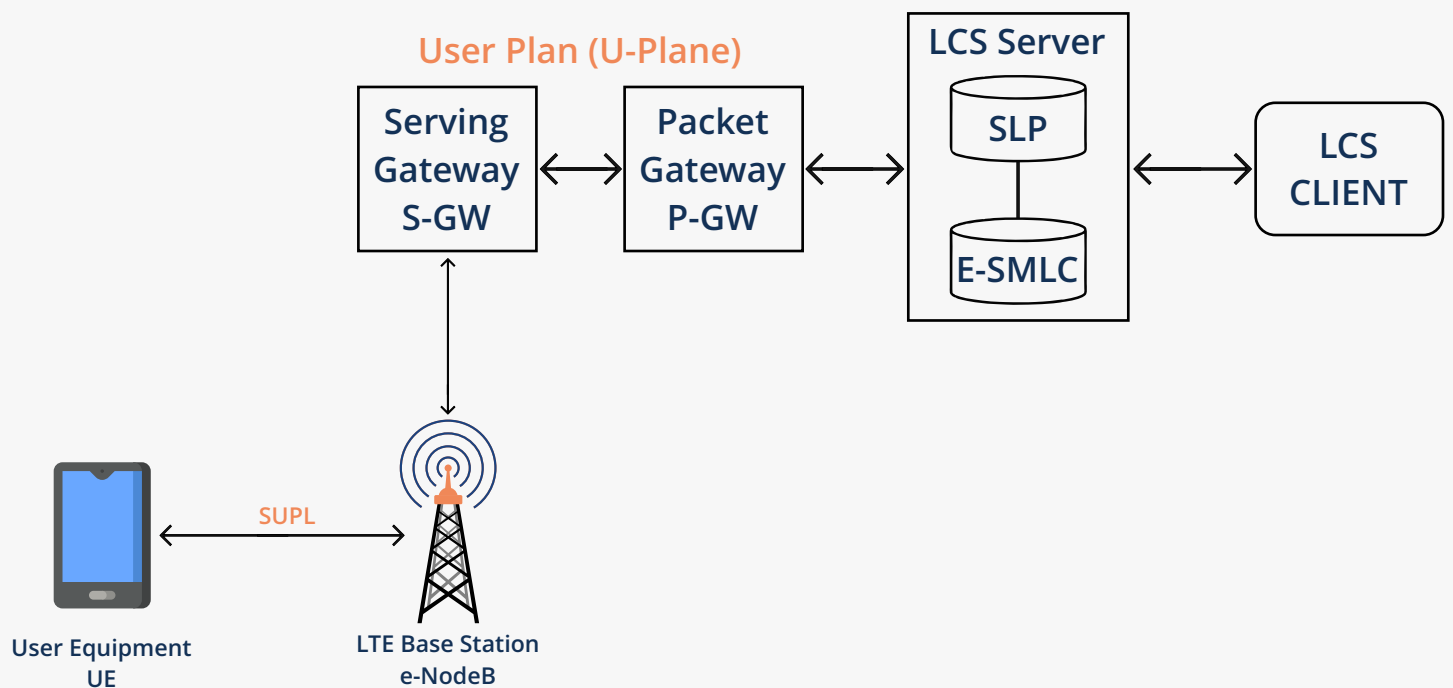 User Plan (U-Plane)
LCS Server
Serving
Gateway
S-GW
Packet
Gateway
P-GW
SLP
E-SMLC
LCS
CLIENT
SUPL
User Equipment
UE
LTE Base Station
e-NodeB